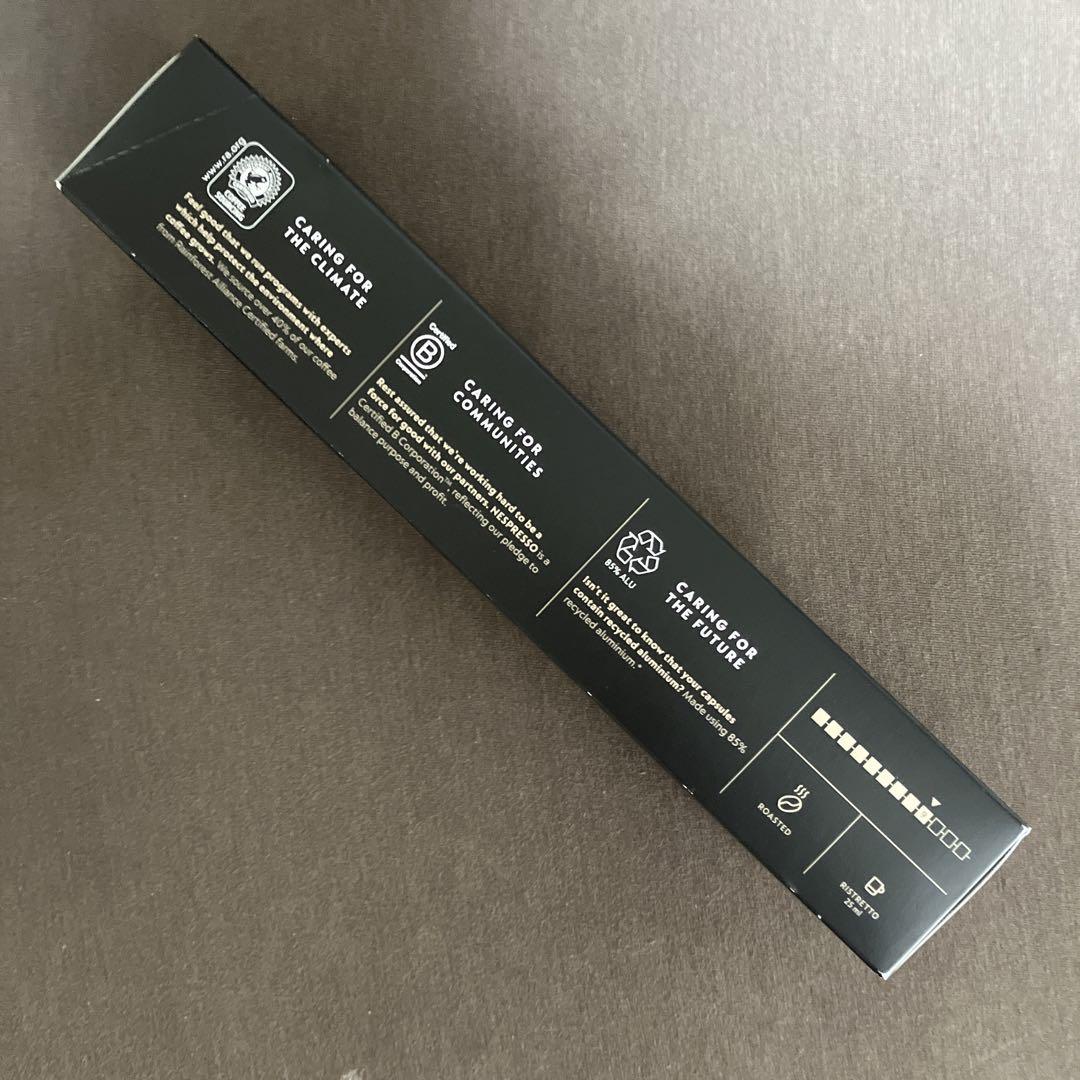 www.ra.org
COFFEE
CARING FOR
THE CLIMATE
Feel good that we run programs with experts
which help protect the environment where
coffee grows. We source over 40% of our coffee
from Rainforest Alliance Certified farms.
Certified
B
Corporation
CARING FOR
COMMUNITIES
Rest assured that we're working hard to be a
force for good with our partners. NESPRESSO is a
Certified B Corporation™, reflecting our pledge to
balance purpose and profit.
85% ALU
CARING FOR
THE FUTURE
Isn't it great to know that your capsules
contain recycled aluminium? Made using 85%
recycled aluminium.*
ROASTED
RISTRETTO
25 ml